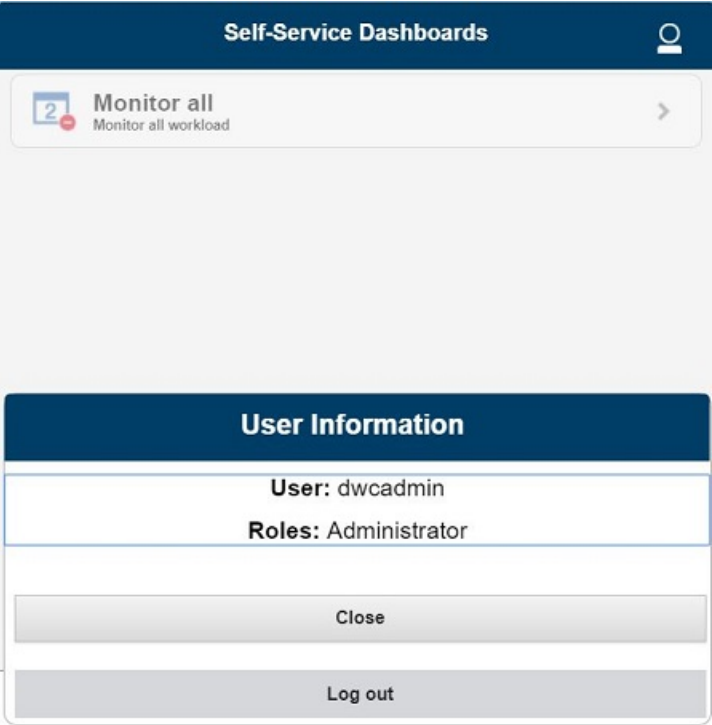 Self-Service Dashboards
2
Monitor all
Monitor all workload
User Information
User: dwcadmin
Roles: Administrator
Close
Log out